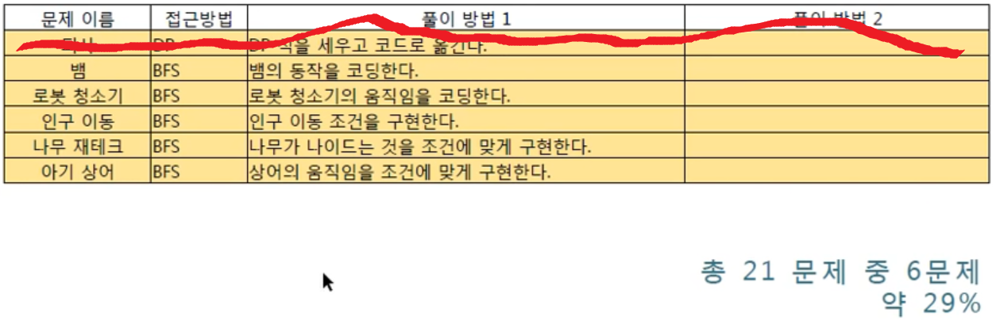 문제 이름 접근방법 풀이 방법 1 풀이 방법 2
DP DP 식을 세우고 코드로 옮긴다.
뱀 BFS 뱀의 동작을 코딩한다.
로봇 청소기 BFS 로봇 청소기의 움직임을 코딩한다.
인구 이동 BFS 인구 이동 조건을 구현한다.
나무 재테크 BFS 나무가 나이드는 것을 조건에 맞게 구현한다.
아기 상어 BFS 상어의 움직임을 조건에 맞게 구현한다.
총 21 문제 중 6문제
약 29%